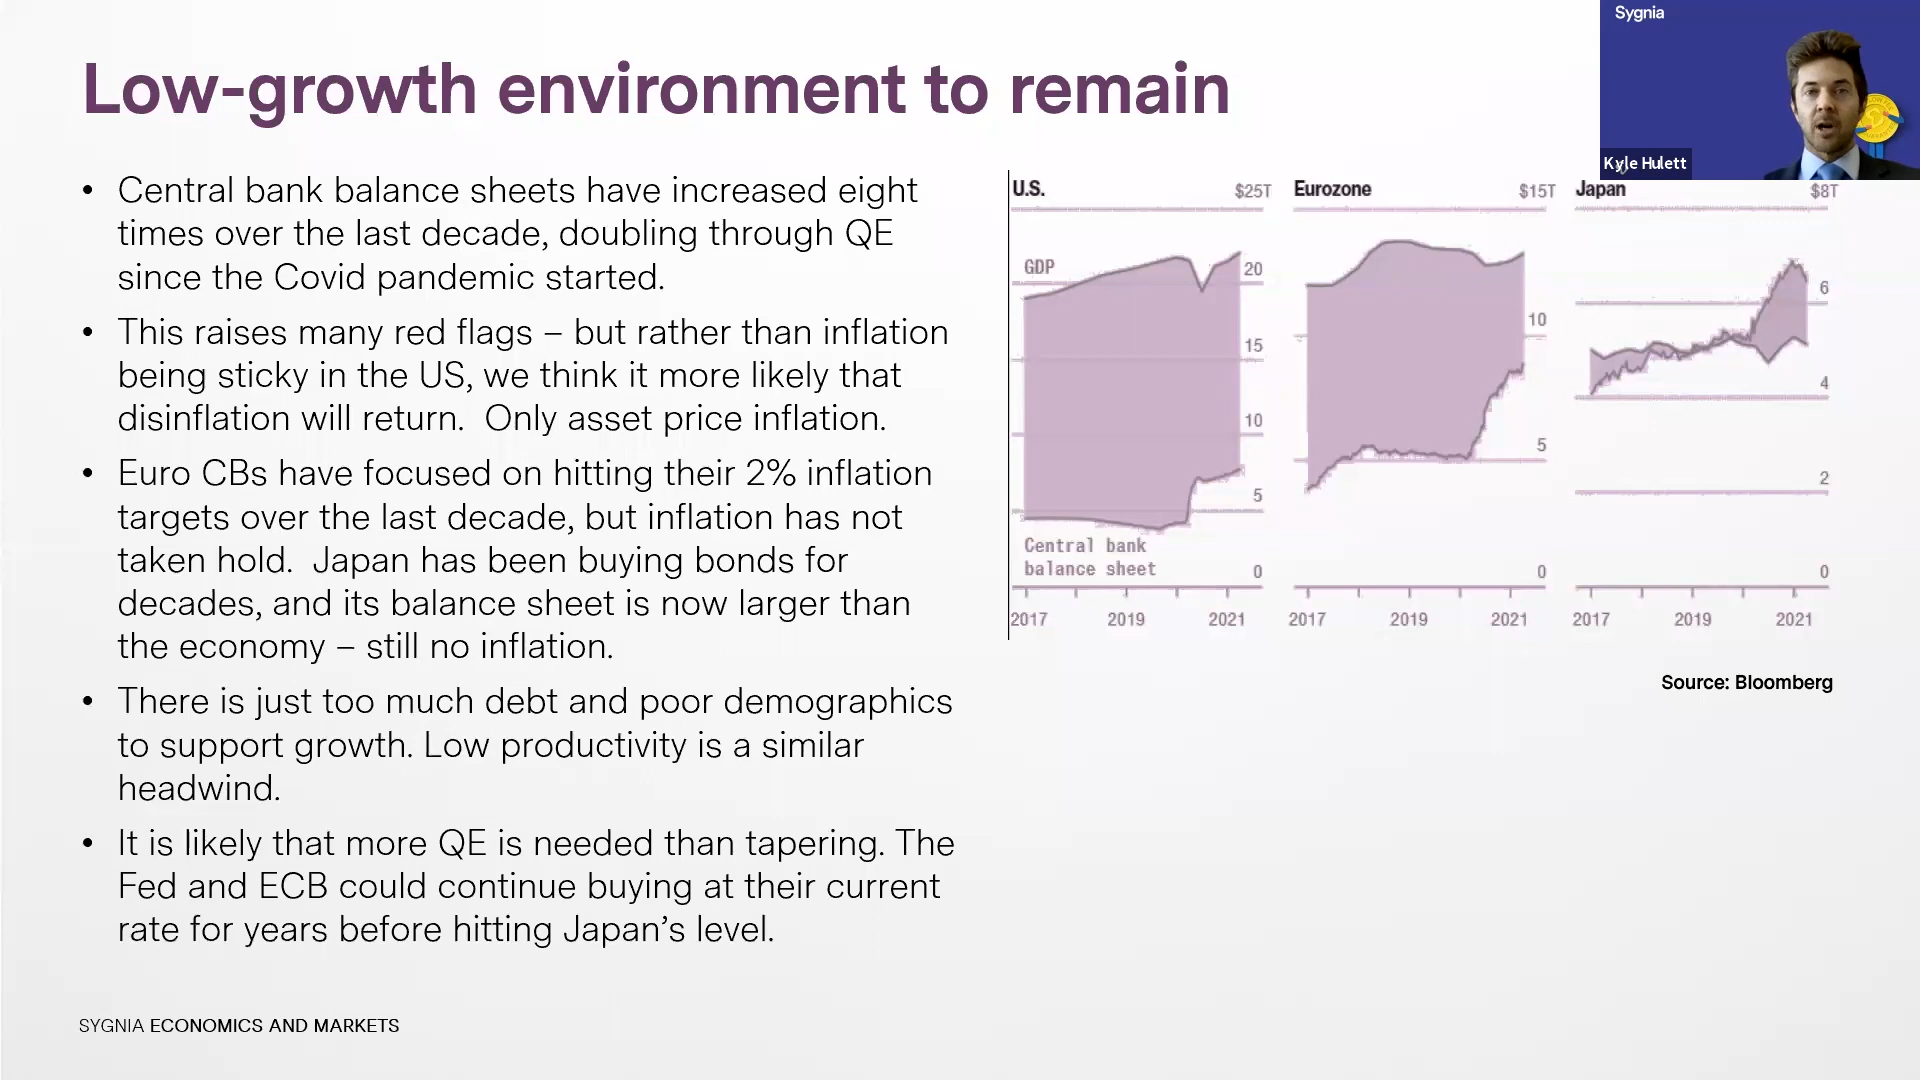 Sygnia
Kyle Hulett
Low-growth environment to remain
• Central bank balance sheets have increased eight
times over the last decade, doubling through QE
since the Covid pandemic started.
• This raises many red flags – but rather than inflation
being sticky in the US, we think it more likely that
disinflation will return.  Only asset price inflation.
• Euro CBs have focused on hitting their 2% inflation
targets over the last decade, but inflation has not
taken hold.  Japan has been buying bonds for
decades, and its balance sheet is now larger than
the economy – still no inflation.
• There is just too much debt and poor demographics
to support growth. Low productivity is a similar
headwind.
• It is likely that more QE is needed than tapering. The
Fed and ECB could continue buying at their current
rate for years before hitting Japan’s level.
U.S. $25T
GDP
20
15
10
5
Central bank
balance sheet 0
2017 2019 2021
Eurozone $15T
10
5
0
2017 2019 2021
Japan $8T
6
4
2
0
2017 2019 2021
Source: Bloomberg
SYGNIA ECONOMICS AND MARKETS